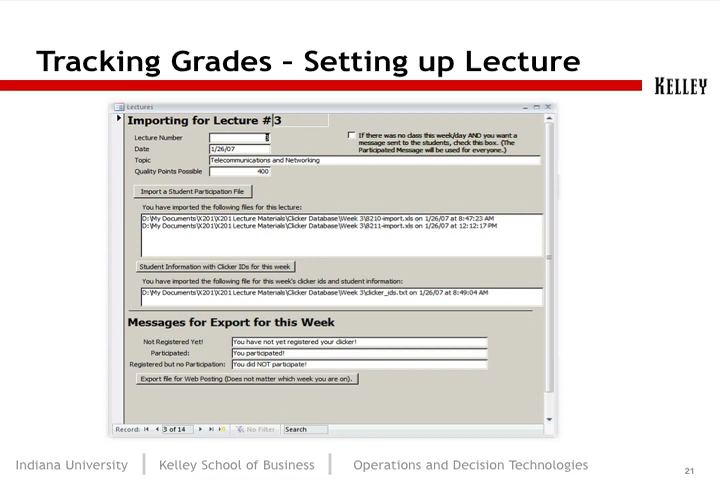 Tracking Grades – Setting up Lecture
KELLEY
Lectures
Importing for Lecture # 3
Lecture Number 3
Date 1/26/07
Topic Telecommunications and Networking
Quality Points Possible 400
If there was no class this week/day AND you want a
message sent to the students, check this box. (The
Participated Message will be used for everyone.)
Import a Student Participation File
You have imported the following files for this lecture:
D:\My Documents\X201\X201 Lecture Materials\Clicker Database\Week 3\8210-import.xls on 1/26/07 at 8:47:23 AM
D:\My Documents\X201\X201 Lecture Materials\Clicker Database\Week 3\8211-import.xls on 1/26/07 at 12:12:17 PM
Student Information with Clicker IDs for this week
You have imported the following file for this week's clicker ids and student information:
D:\My Documents\X201\X201 Lecture Materials\Clicker Database\Week 3\clicker_ids.txt on 1/26/07 at 8:49:04 AM
Messages for Export for this Week
Not Registered Yet! You have not yet registered your clicker!
Participated: You participated!
Registered but no Participation: You did NOT participate!
Export file for Web Posting (Does not matter which week you are on).
Record: 3 of 14 No Filter Search
Indiana University Kelley School of Business Operations and Decision Technologies
21